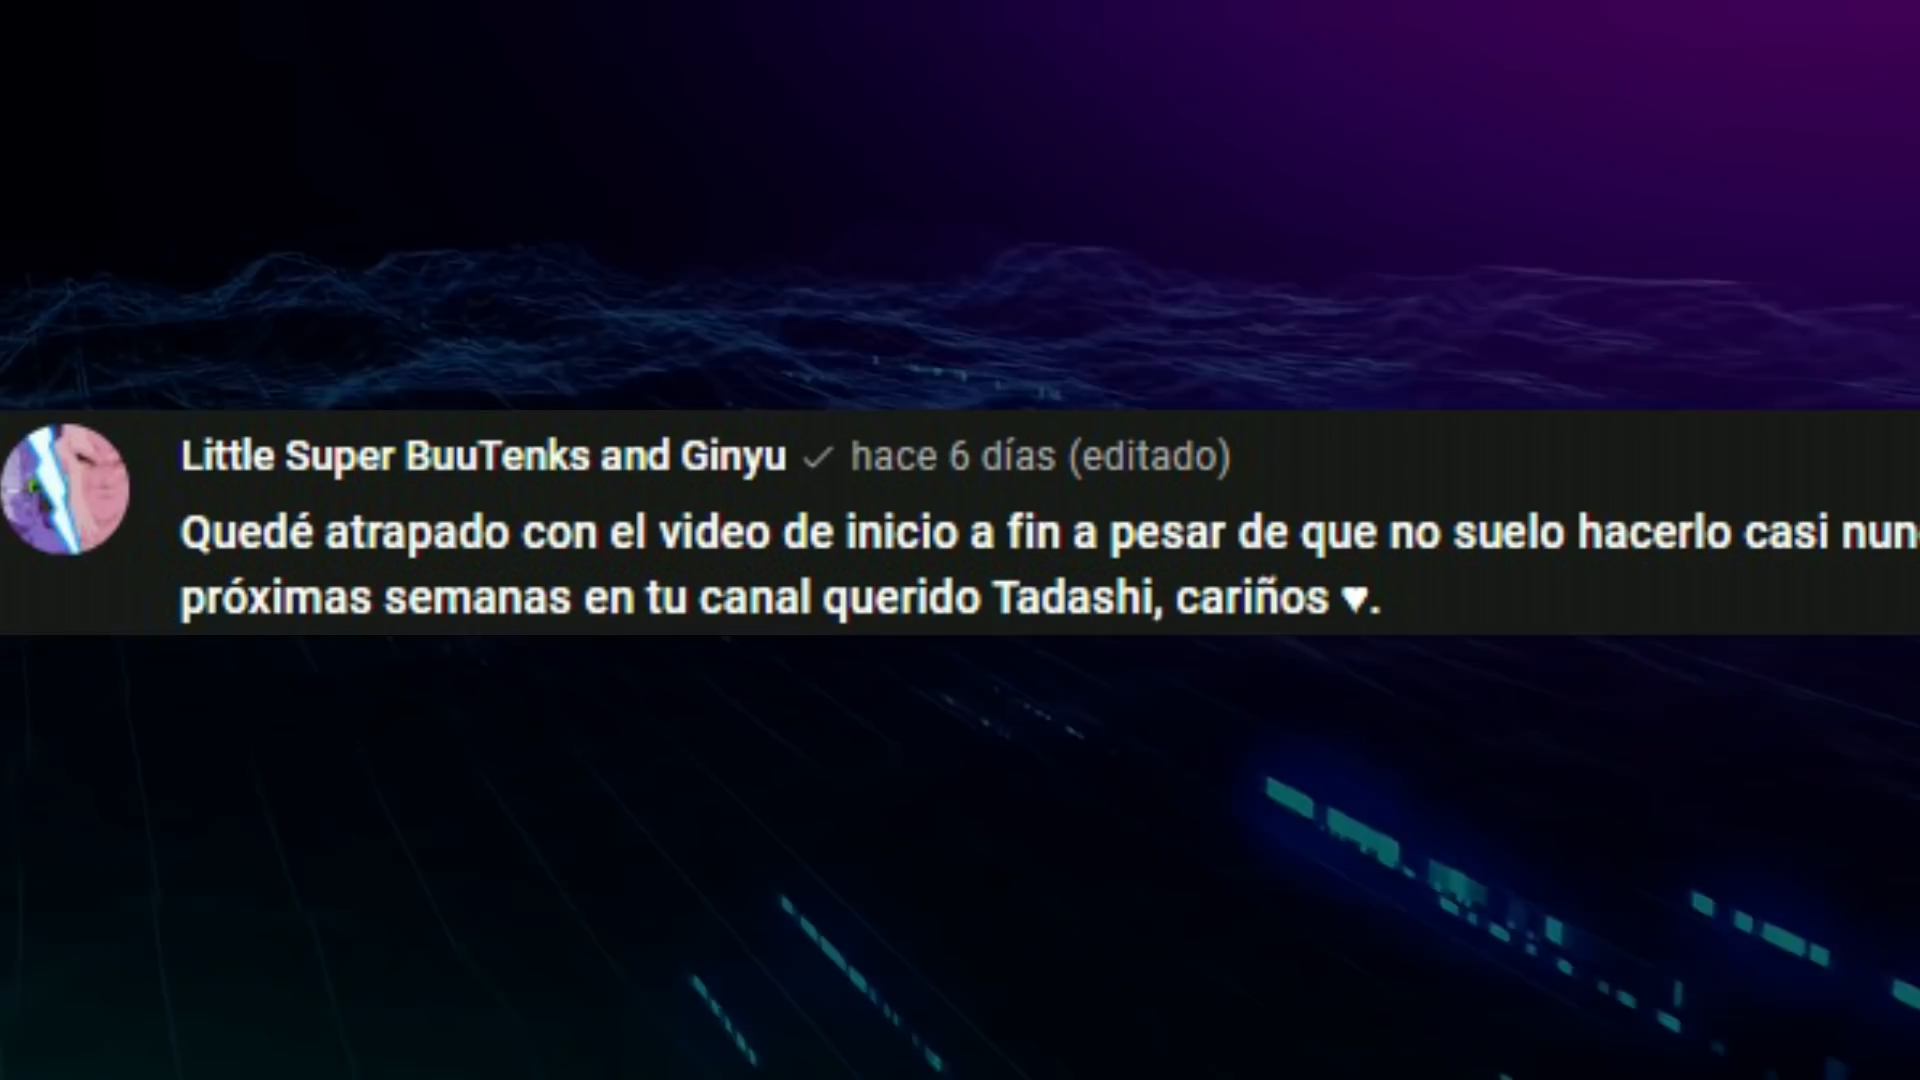 Little Super BuuTenks and Ginyu ✓ hace 6 días (editado)
Quedé atrapado con el video de inicio a fin a pesar de que no suelo hacerlo casi
próximas semanas en tu canal querido Tadashi, cariños ♥.